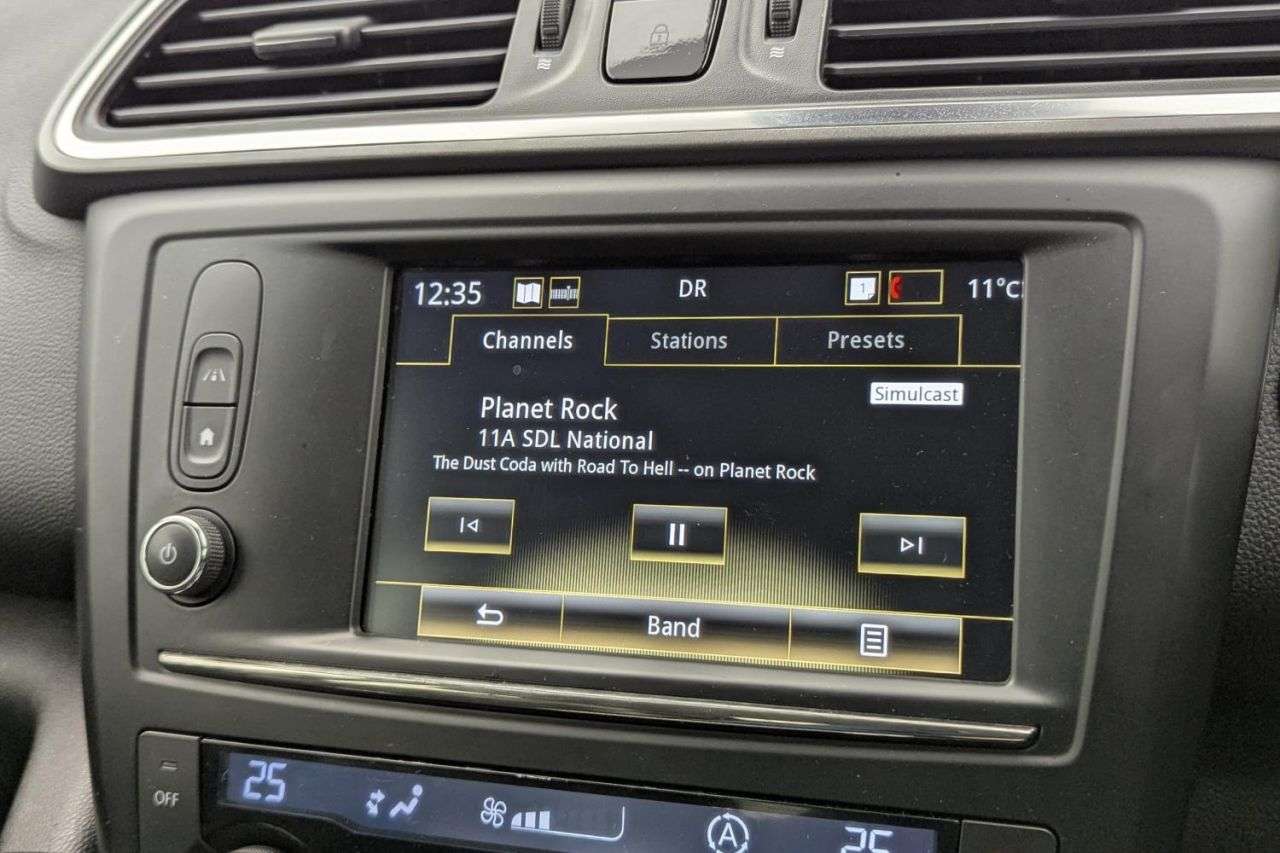 12:35 DR 1 11°C
Channels Stations Presets
Simulcast
Planet Rock
11A SDL National
The Dust Coda with Road To Hell -- on Planet Rock
Band
OFF 25 A 25